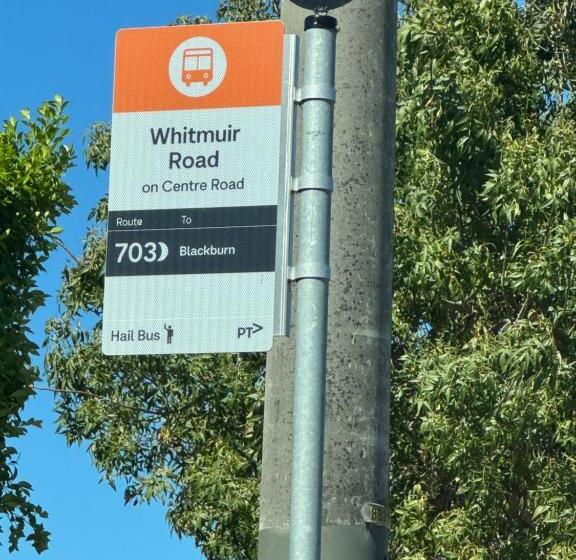 Whitmuir
Road
on Centre Road
Route To
703 Blackburn
Hail Bus PT>